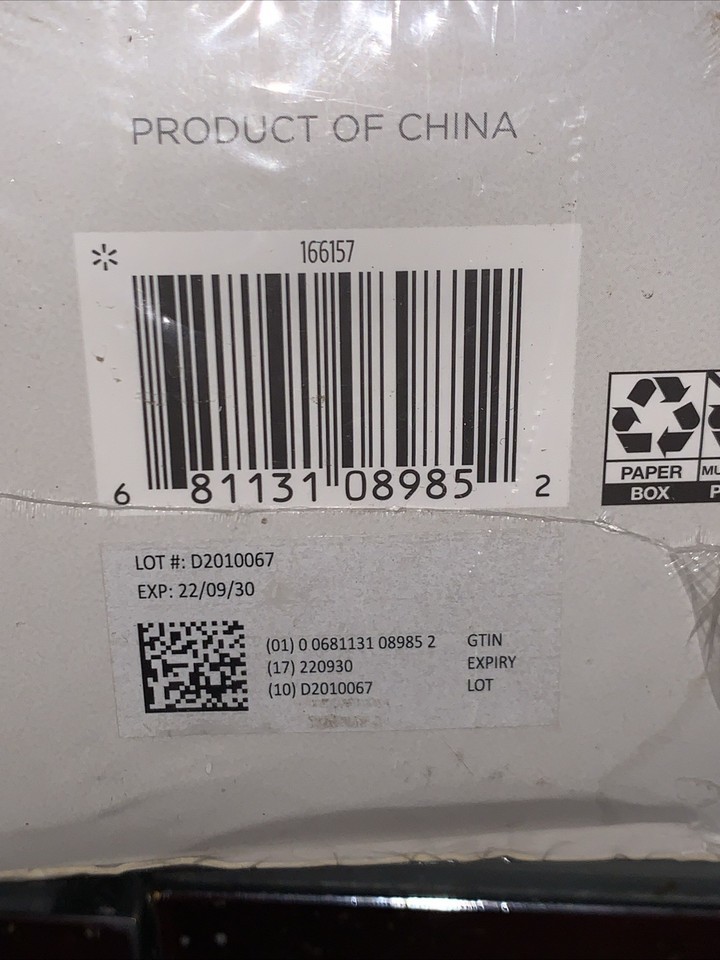 PRODUCT OF CHINA
166157
6 81131 08985 2
PAPER
BOX
LOT #: D2010067
EXP: 22/09/30
(01) 0 0681131 08985 2 GTIN
(17) 220930 EXPIRY
(10) D2010067 LOT